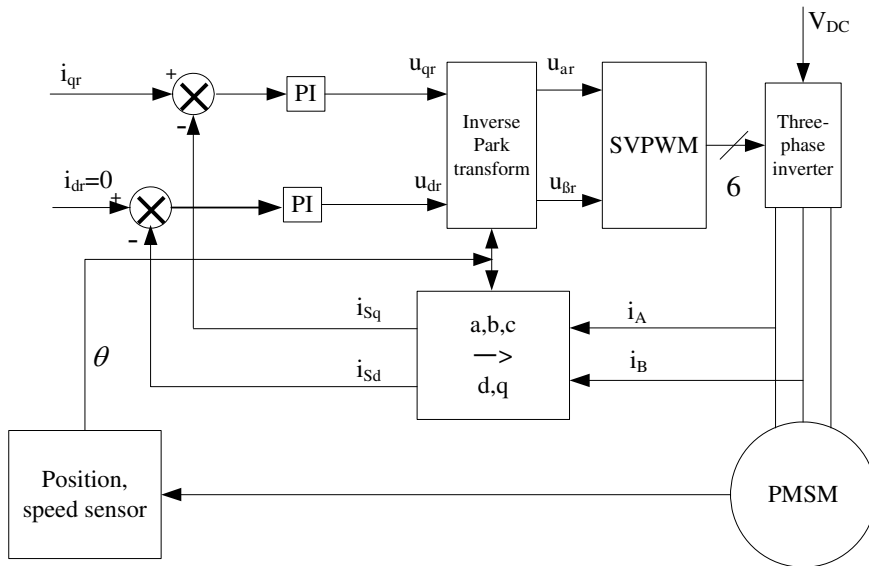 V_DC
i_qr
+
-
PI
u_qr
Inverse
Park
transform
u_ar
SVPWM
6
Three-
phase
inverter
i_dr=0
+
-
PI
u_dr
u_ßr
i_Sq
i_Sd
a,b,c
—>
d,q
i_A
i_B
θ
Position,
speed sensor
PMSM